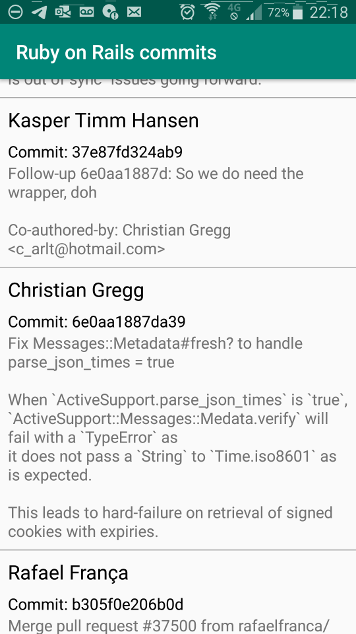 4G
72%
22:18
Ruby on Rails commits
is out of sync" issues going forward.
Kasper Timm Hansen
Commit: 37e87fd324ab9
Follow-up 6e0aa1887d: So we do need the
wrapper, doh
Co-authored-by: Christian Gregg
<c_arlt@hotmail.com>
Christian Gregg
Commit: 6e0aa1887da39
Fix Messages::Metadata#fresh? to handle
parse_json_times = true
When `ActiveSupport.parse_json_times` is `true`,
`ActiveSupport::Messages::Medata.verify` will
fail with a `TypeError` as
it does not pass a `String` to `Time.iso8601` as
is expected.
This leads to hard-failure on retrieval of signed
cookies with expiries.
Rafael França
Commit: b305f0e206b0d
Merge pull request #37500 from rafaelfranca/